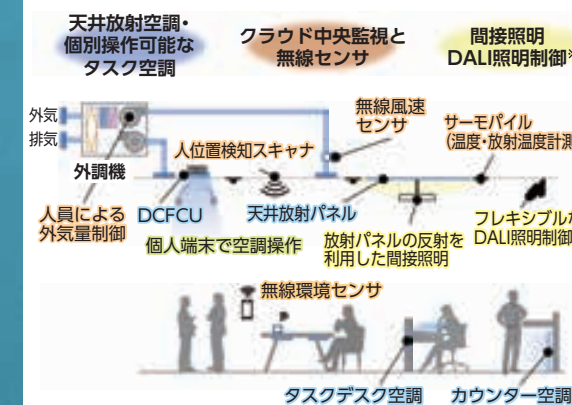 天井放射空調・
個別操作可能な
タスク空調
クラウド中央監視と
無線センサ
間接照明
DALI照明制御※
外気
排気
外調機
人員による
外気量制御
DCFCU
個人端末で空調操作
人位置検知スキャナ
天井放射パネル
無線風速
センサ
サーモパイル
(温度・放射温度計測
放射パネルの反射を
利用した間接照明
フレキシブルな
DALI照明制御
無線環境センサ
タスクデスク空調
カウンター空調